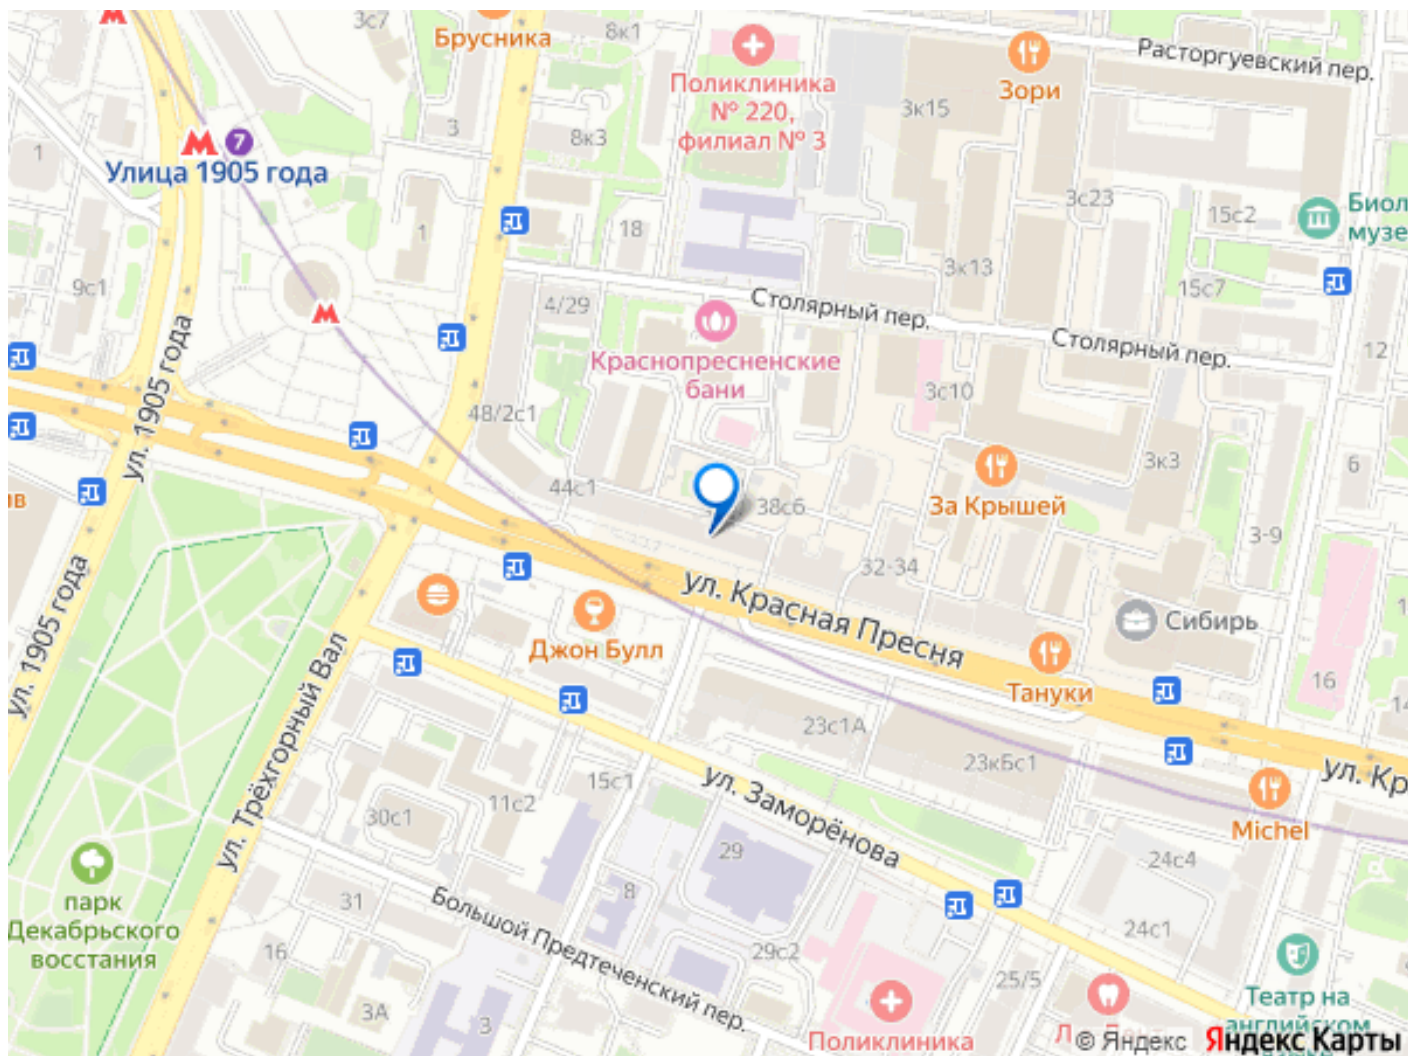 3с7
Брусника
8к1
Поликлиника
№ 220,
филиал № 3
Зори
Расторгуевский пер.
3к15
3
8к3
1
7
Улица 1905 года
3с23
15с2
Биол
музе
1
18
3к13
15с7
9с1
4/29
Столярный пер.
Столярный пер.
12
Краснопресненские
бани
ул. 1905 года
48/2с1
3с10
3к3
6
44с1
38с6
За Крышей
3-9
32-34
ул. Красная Пресня
Сибирь
Джон Булл
Тануки
16
14
ул. 1905 года
ул. Трёхгорный Вал
23с1А
23кБс1
ул. Кр
15с1
11с2
30с1
ул. Заморёнова
Michel
29
24с4
8
31
парк
Декабрьского
восстания
Большой Предтеченский пер.
24с1
16
29с2
25/5
3А
3
Театр на
английском
Поликлиника
© Яндекс
Яндекс Карты